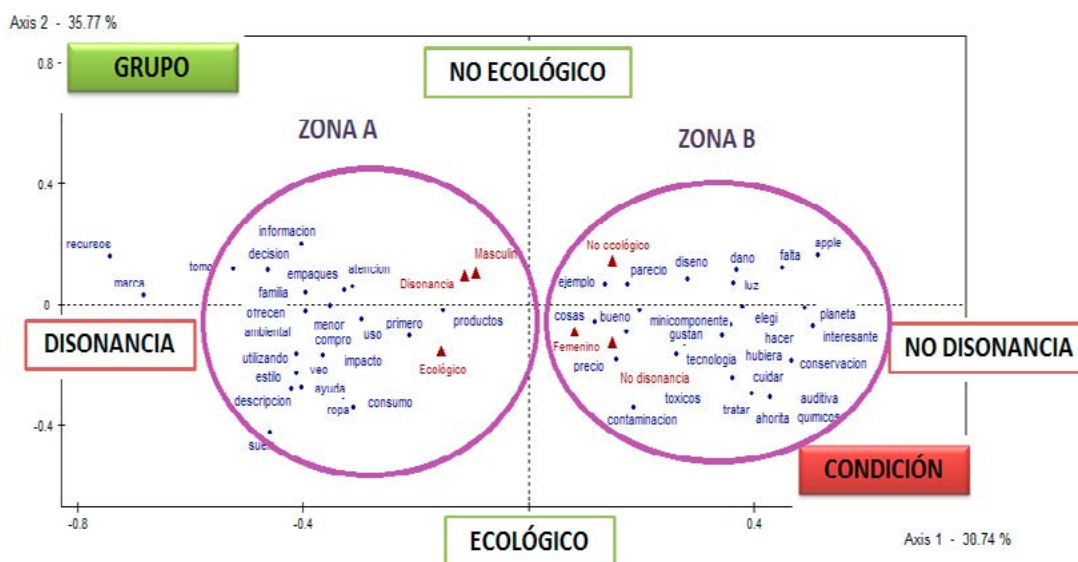 Axis 2 - 35.77 %
0.8
GRUPO
NO ECOLÓGICO
ZONA A
ZONA B
0.4
informacion
recursos
tomo
decision
empaques
atencion
Masculin
Disonancia
No ecológico
parecio
diseno
dano
falta
apple
marca
familia
ejemplo
luz
0
ofrecen
menor
primero
productos
cosas
bueno
minicomponente
elegi
planeta
DISONANCIA
ambiental
compro
uso
gustan
hacer
interesante
NO DISONANCIA
utilizando
veo
impacto
Ecológico
Femenino
precio
tecnologia
hubiera
conservacion
estilo
No disonancia
cuidar
descripcion
ayuda
consumo
toxicos
auditiva
ropa
contaminacion
tratar
ahorita
quimicos
-0.4
CONDICIÓN
-0.8
-0.4
ECOLÓGICO
0.4
Axis 1 - 38.74 %